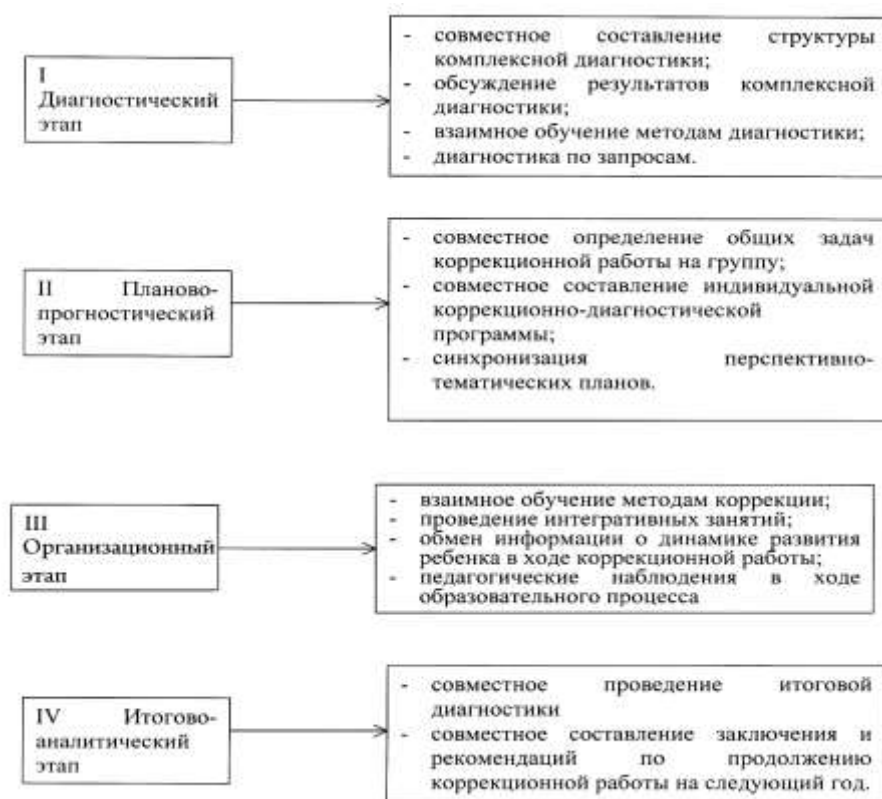 I
Диагностический
этап
- совместное составление структуры
комплексной диагностики;
- обсуждение результатов комплексной
диагностики;
- взаимное обучение методам диагностики;
- диагностика по запросам.
II Планово-
прогностический
этап
- совместное определение общих задач
коррекционной работы на группу;
- совместное составление индивидуальной
коррекционно-диагностической
программы;
- синхронизация перспективно-
тематических планов.
III
Организационный
этап
- взаимное обучение методам коррекции;
- проведение интегративных занятий;
- обмен информации о динамике развития
ребенка в ходе коррекционной работы;
- педагогические наблюдения в ходе
образовательного процесса
IV Итогово-
аналитический
этап
- совместное проведение итоговой
диагностики
- совместное составление заключения и
рекомендаций по продолжению
коррекционной работы на следующий год.